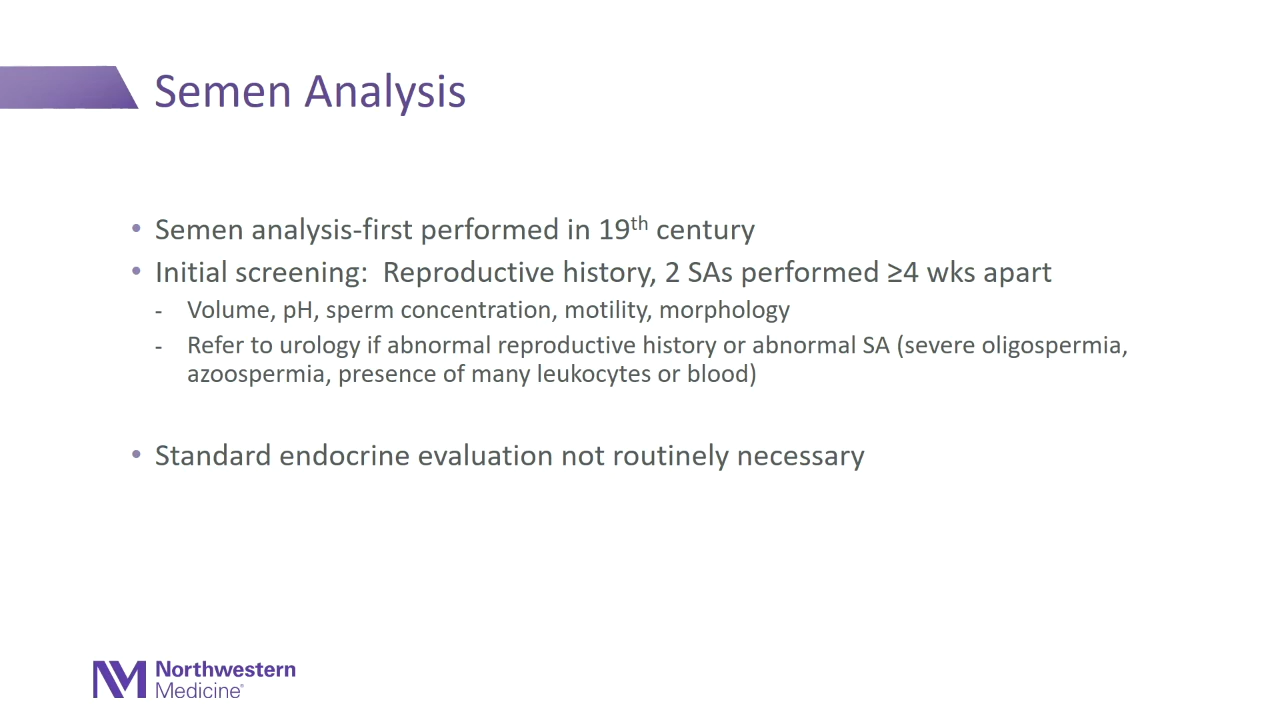 Semen Analysis
• Semen analysis-first performed in 19th century
• Initial screening:  Reproductive history, 2 SAs performed ≥4 wks apart
- Volume, pH, sperm concentration, motility, morphology
- Refer to urology if abnormal reproductive history or abnormal SA (severe oligospermia,
azoospermia, presence of many leukocytes or blood)
• Standard endocrine evaluation not routinely necessary
NM Northwestern
Medicine®